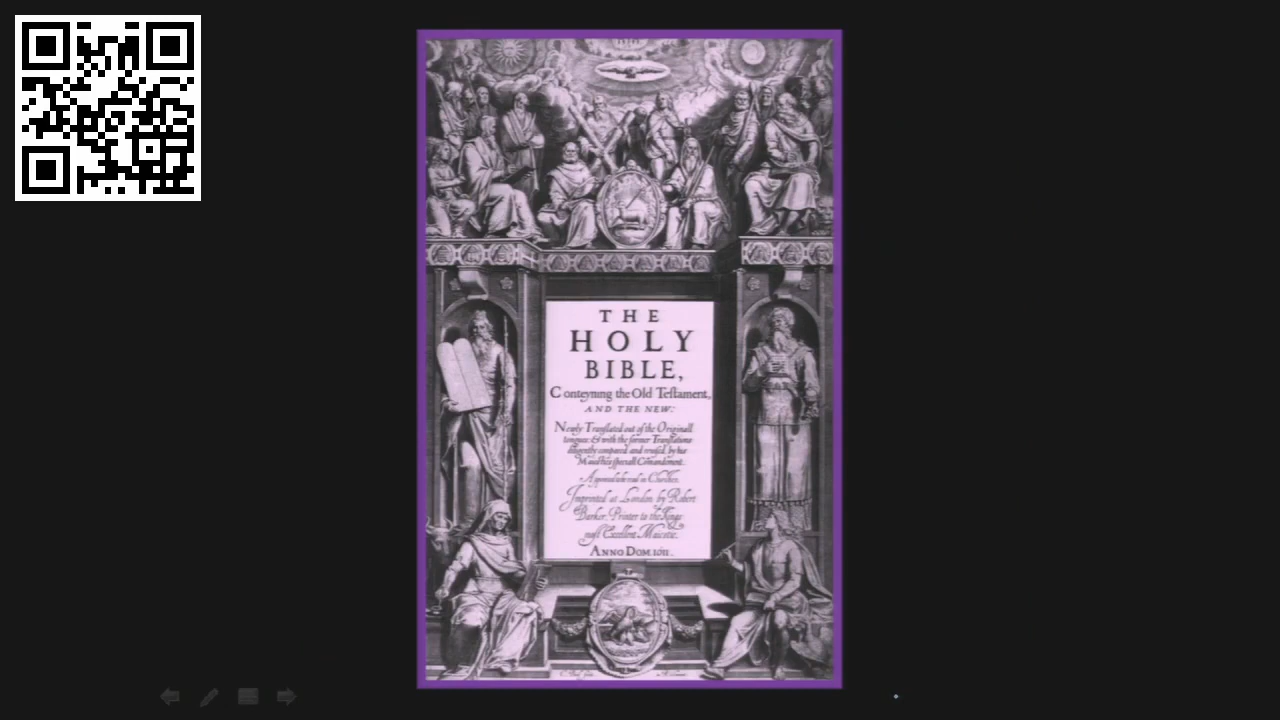 THE
HOLY
BIBLE,
Conteyning the Old Teſtament,
AND THE NEW:
Newly Tranſlated out of the Originall
tongues: & with the former Tranſlations
diligently compared and reuiſed, by his
Maieſties ſpeciall Comandement.
Appointed to be read in Churches.
Imprinted at London by Robert
Barker, Printer to the Kings
moſt Excellent Maieſtie.
ANNO DOM. 1611.